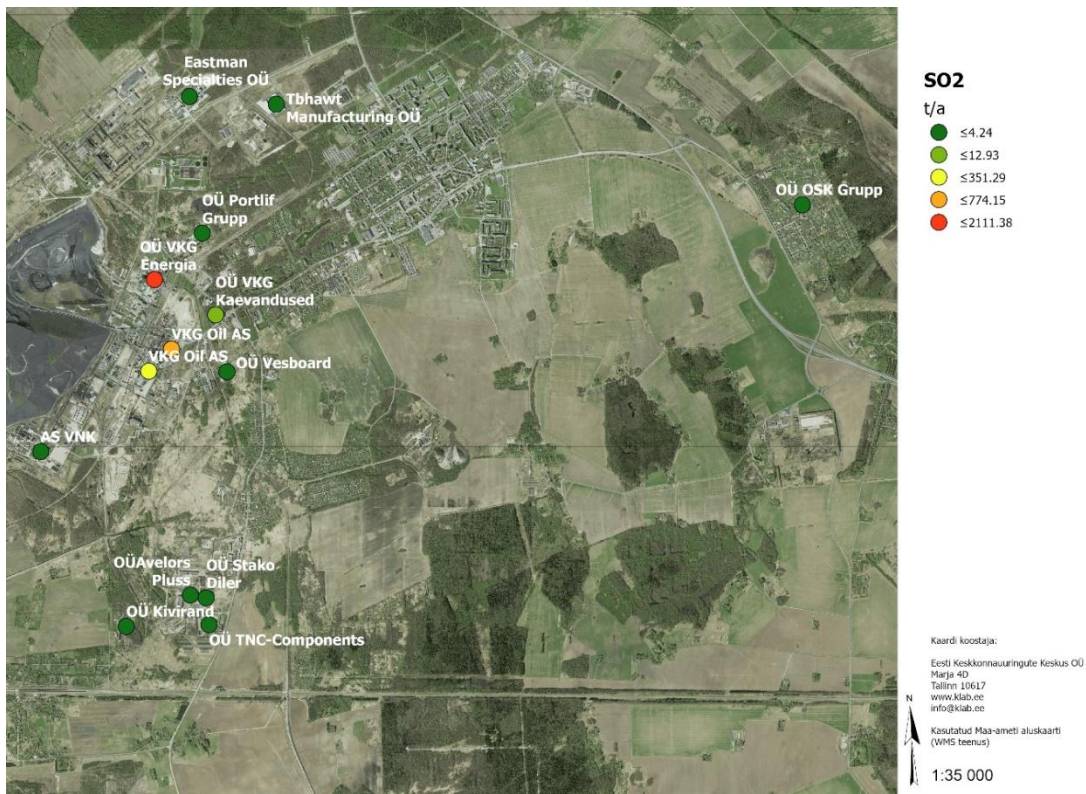 Eastman
Specialties OÜ
Tbhawt
Manufacturing OÜ
OÜ OSK Grupp
OÜ Portlif
Grupp
OÜ VKG
Energia
OÜ VKG
Kaevandused
VKG Oil AS
VKG Oil AS
OÜ Vesboard
AS VNK
OÜAvelors
Pluss
OÜ Stako
Diler
OÜ Kivirand
OÜ TNC-Components
SO2
t/a
≤4.24
≤12.93
≤351.29
≤774.15
≤2111.38
Kaardi koostaja:
Eesti Keskkonnauuringute Keskus OÜ
Marja 4D
Tallinn 10617
www.klab.ee
info@klab.ee
Kasutatud Maa-ameti aluskaarti
(WMS teenus)
N
1:35 000